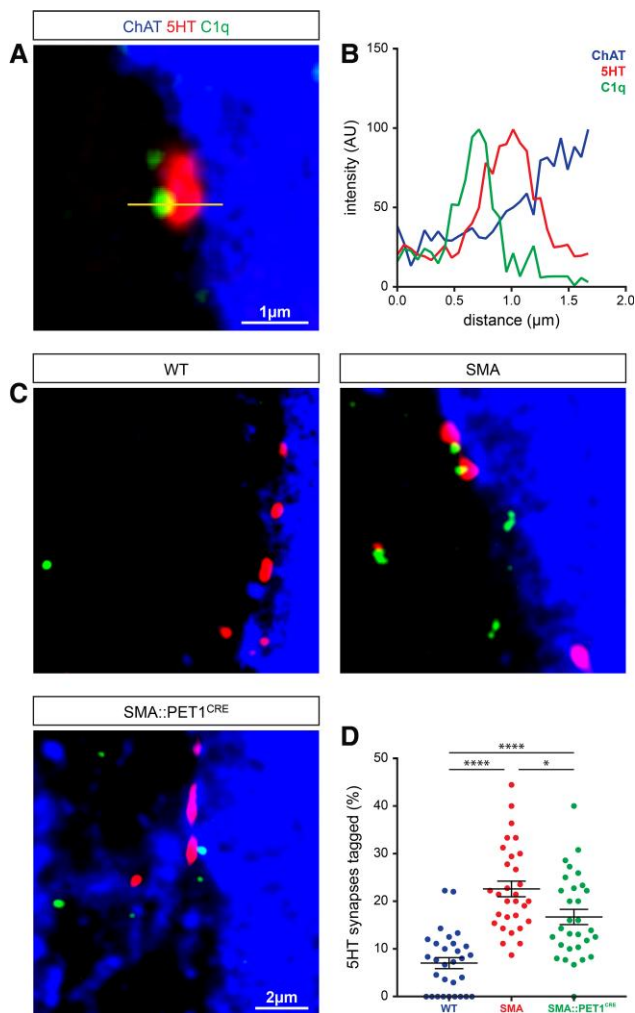 ChAT 5HT C1q
A
1µm
B
ChAT
5HT
C1q
150
100
50
0
intensity (AU)
0.0 0.5 1.0 1.5 2.0
distance (µm)
C
WT
SMA
SMA::PET1CRE
2µm
D
**** 
**** *
50
40
30
20
10
0
5HT synapses tagged (%)
WT SMA SMA::PET1CRE